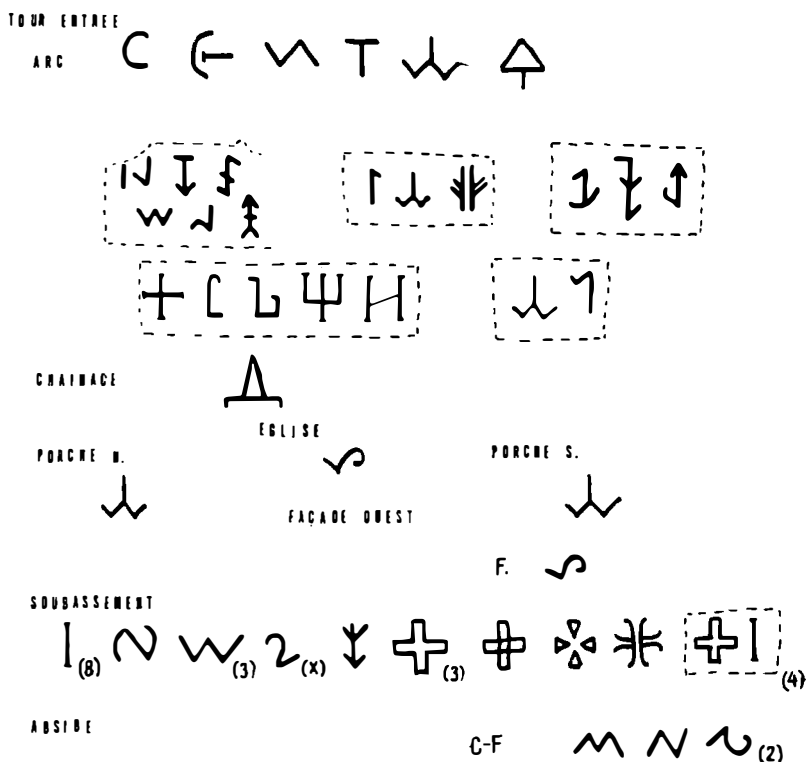 TOUR ENTREE
ARC
CHAINAGE
EGLISE
PORCHE N.
PORCHE S.
FAÇADE OUEST
F.
SOUBASSEMENT
(8) (3) (X) (3) (4)
ABSIDE
C-F (2)